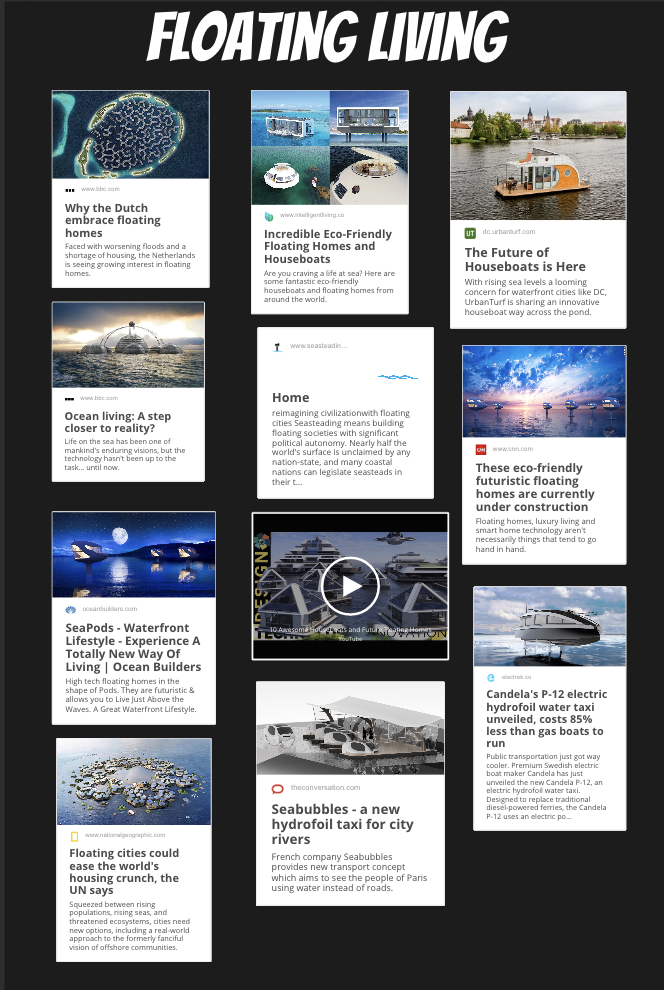 FLOATING LIVING
www.bbc.com
Why the Dutch
embrace floating
homes
Faced with worsening floods and a
shortage of housing, the Netherlands
is seeing growing interest in floating
homes.
www.bbc.com
Ocean living: A step
closer to reality?
Life on the sea has been one of
mankind's enduring visions, but the
technology hasn't been up to the
task... until now.
oceanbuilders.com
SeaPods - Waterfront
Lifestyle - Experience A
Totally New Way Of
Living | Ocean Builders
High tech floating homes in the
shape of Pods. They are futuristic &
allows you to Live Just Above the
Waves. A Great Waterfront Lifestyle.
www.nationalgeographic.com
Floating cities could
ease the world's
housing crunch, the
UN says
Squeezed between rising
populations, rising seas, and
threatened ecosystems, cities need
new options, including a real-world
approach to the formerly fanciful
vision of offshore communities.
www.intelligentliving.co
Incredible Eco-Friendly
Floating Homes and
Houseboats
Are you craving a life at sea? Here are
some fantastic eco-friendly
houseboats and floating homes from
around the world.
www.seasteadin...
Home
reimagining civilizationwith floating
cities Seasteading means building
floating societies with significant
political autonomy. Nearly half the
world's surface is unclaimed by any
nation-state, and many coastal
nations can legislate seasteads in
their t...
DESIGN
10 Awesome Houseboats and Future Floating Homes
YouTube
theconversation.com
Seabubbles - a new
hydrofoil taxi for city
rivers
French company Seabubbles
provides new transport concept
which aims to see the people of Paris
using water instead of roads.
UT
dc.urbanturf.com
The Future of
Houseboats is Here
With rising sea levels a looming
concern for waterfront cities like DC,
UrbanTurf is sharing an innovative
houseboat way across the pond.
CNN
www.cnn.com
These eco-friendly
futuristic floating
homes are currently
under construction
Floating homes, luxury living and
smart home technology aren't
necessarily things that tend to go
hand in hand.
electrek.co
Candela's P-12 electric
hydrofoil water taxi
unveiled, costs 85%
less than gas boats to
run
Public transportation just got way
cooler. Premium Swedish electric
boat maker Candela has just
unveiled the new Candela P-12, an
electric hydrofoil water taxi.
Designed to replace traditional
diesel-powered ferries, the Candela
P-12 uses an electric po...